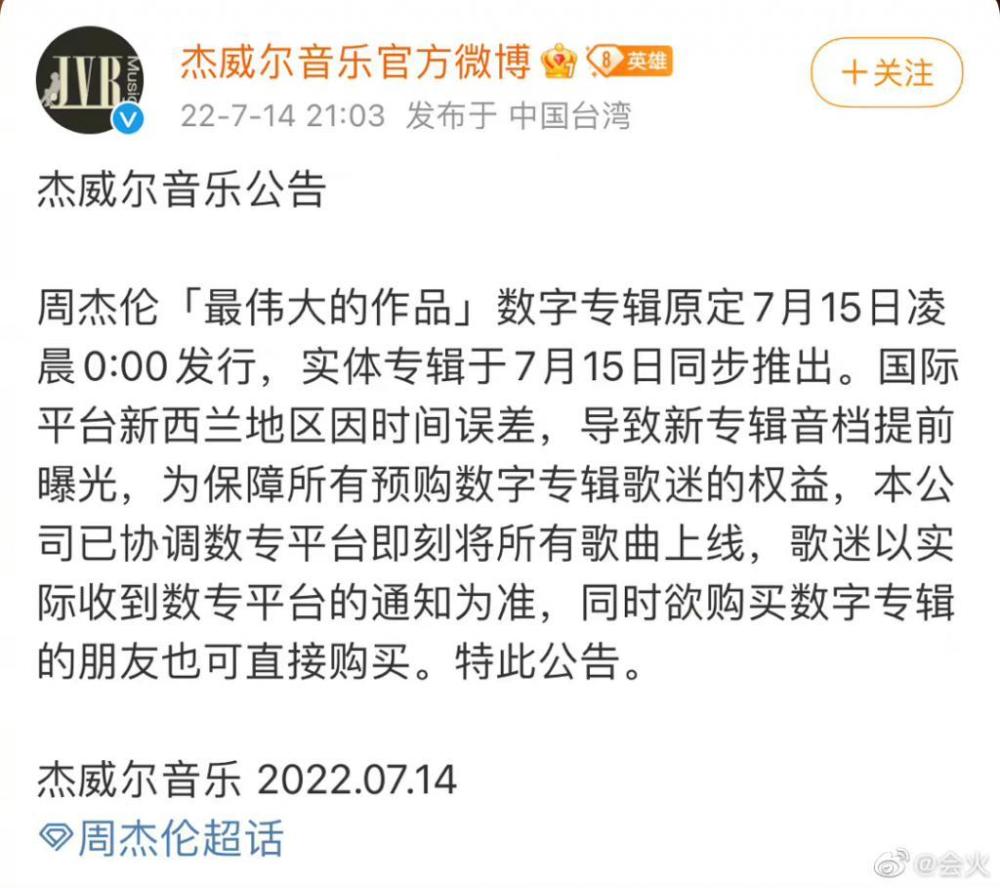 JVR Music
杰威尔音乐官方微博 8 英雄
+关注
22-7-14 21:03 发布于 中国台湾
杰威尔音乐公告
周杰伦「最伟大的作品」数字专辑原定7月15日凌
晨0:00发行，实体专辑于7月15日同步推出。国际
平台新西兰地区因时间误差，导致新专辑音档提前
曝光，为保障所有预购数字专辑歌迷的权益，本公
司已协调数专平台即刻将所有歌曲上线，歌迷以实
际收到数专平台的通知为准，同时欲购买数字专辑
的朋友也可直接购买。特此公告。
杰威尔音乐 2022.07.14
周杰伦超话
@会火